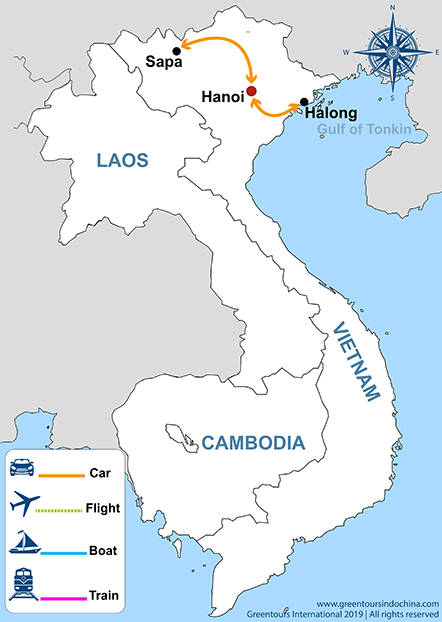 N
W
E
S
Sapa
Hanoi
Halong
Gulf of Tonkin
LAOS
VIETNAM
CAMBODIA
Car
Flight
Boat
Train
www.greentoursindochina.com
Greentours International 2019 | All rights reserved